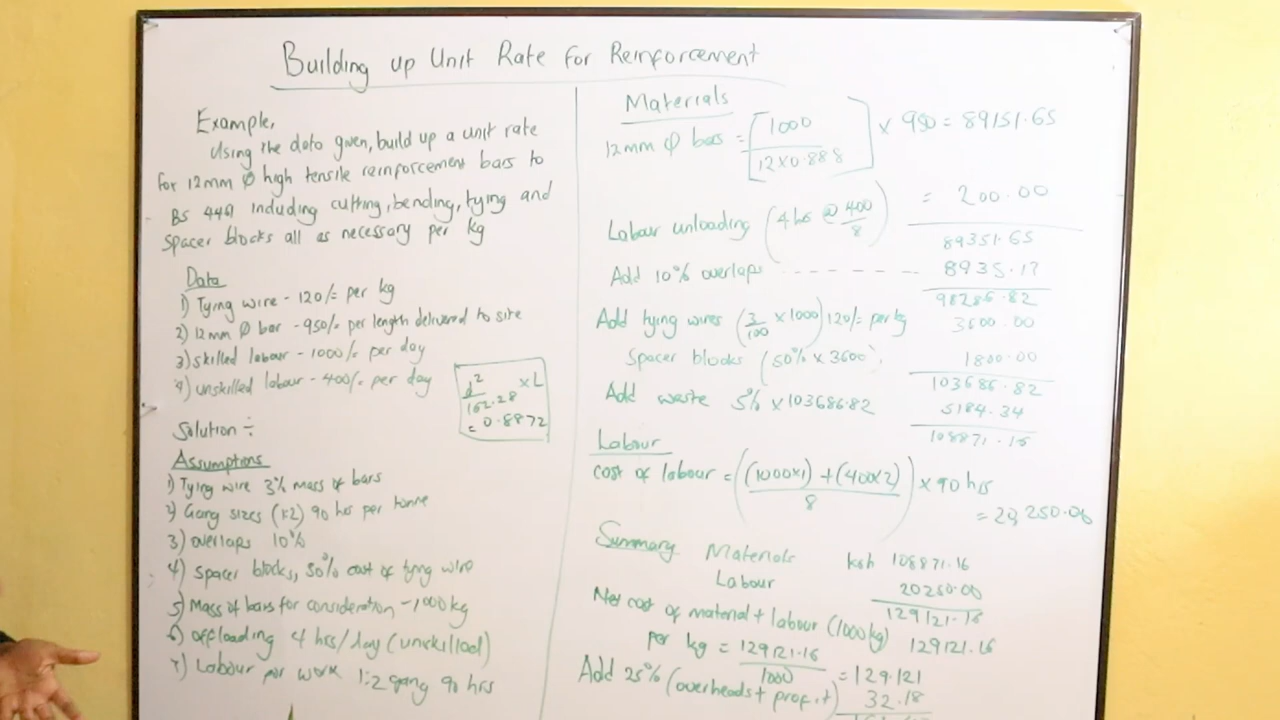 Building up Unit Rate for Reinforcement
Example,
Using the data given, build up a unit rate
for 12mm Ø high tensile reinforcement bars to
BS 4449 including cutting, bending, tying and
Spacer blocks all as necessary per kg
Data
1) Tying wire - 120/= per kg
2) 12mm Ø bar - 950/= per length delivered to site
3) skilled labour - 1000/= per day
4) unskilled labour - 400/= per day
d²/162.28 × L
= 0.8872
Solution :-
Assumptions
1) Tying wire 3% mass of bars
2) Gang sizes (1:2) 90 hrs per tonne
3) overlaps 10%
4) Spacer blocks, 50% cost of tying wire
5) Mass of bars for consideration - 1000kg
6) offloading 4 hrs/day (unskilled)
7) Labour per work 1:2 gang 90 hrs
Materials
12mm Ø bars = [1000 / 12×0.888] × 950 = 89151.65
Labour unloading (4hrs @ 400/8) = 200.00
89351.65
Add 10% overlaps - - - - - - - - 8935.17
98286.82
Add tying wires (3/100 × 1000) 120/= per kg 3600.00
Spacer blocks (50% × 3600) 1800.00
103686.82
Add waste 5% × 103686.82 5184.34
108871.16
Labour
cost of labour = ((1000×1) + (400×2) / 8) × 90 hrs
= 20,250.00
Summary Materials ksh 108871.16
Labour 20250.00
129121.16
Net cost of material + labour (1000kg) 129121.16
per kg = 129121.16/1000 = 129.121
Add 25% (overheads + profit) 32.18